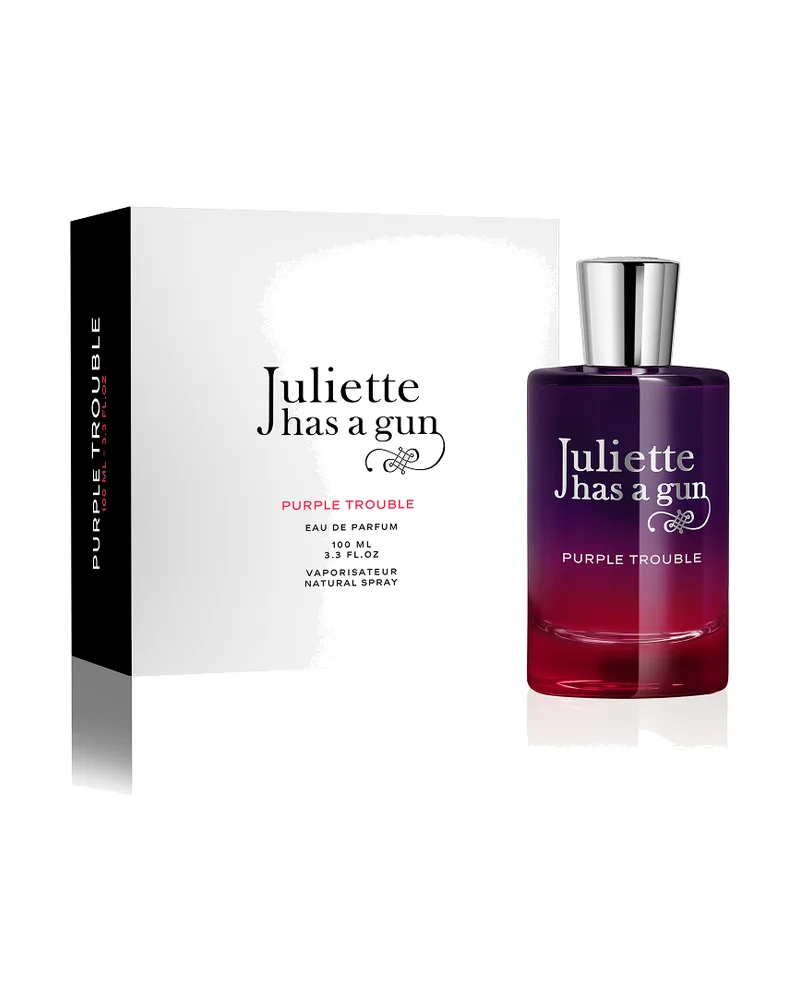 PURPLE TROUBLE
100 ML - 3.3 FL.OZ
Juliette
has a gun
PURPLE TROUBLE
EAU DE PARFUM
100 ML
3.3 FL.OZ
VAPORISATEUR
NATURAL SPRAY
Juliette
has a gun
PURPLE TROUBLE